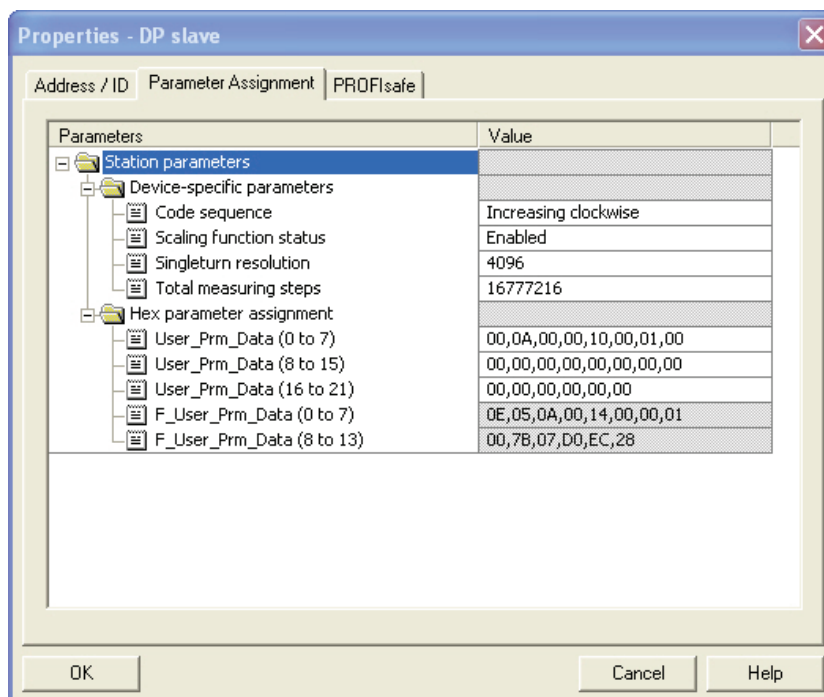 Properties - DP slave
Address / ID Parameter Assignment PROFIsafe
Parameters Value
Station parameters
Device-specific parameters
Code sequence Increasing clockwise
Scaling function status Enabled
Singleturn resolution 4096
Total measuring steps 16777216
Hex parameter assignment
User_Prm_Data (0 to 7) 00,0A,00,00,10,00,01,00
User_Prm_Data (8 to 15) 00,00,00,00,00,00,00,00
User_Prm_Data (16 to 21) 00,00,00,00,00,00
F_User_Prm_Data (0 to 7) 0E,05,0A,00,14,00,00,01
F_User_Prm_Data (8 to 13) 00,7B,07,D0,EC,28
OK Cancel Help